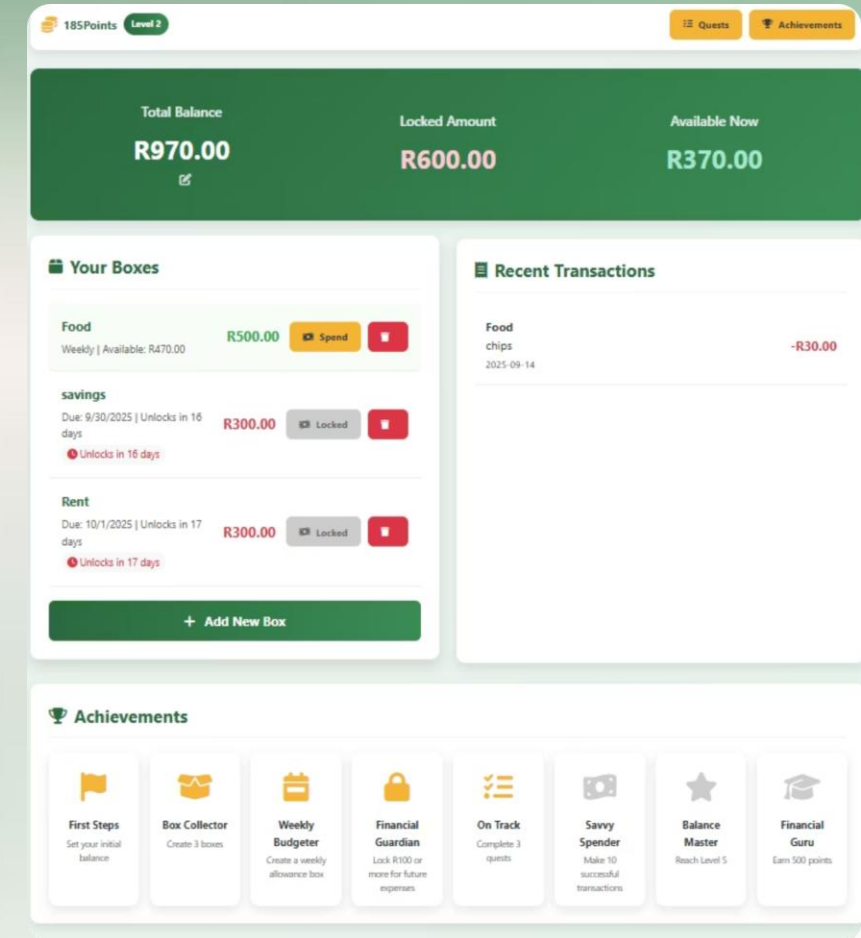 185Points Level 2
Quests
Achievements
Total Balance
R970.00
Locked Amount
R600.00
Available Now
R370.00
Your Boxes
Food
Weekly | Available: R470.00
R500.00
Spend
savings
Due: 9/30/2025 | Unlocks in 16
days
Unlocks in 16 days
R300.00
Locked
Rent
Due: 10/1/2025 | Unlocks in 17
days
Unlocks in 17 days
R300.00
Locked
+ Add New Box
Recent Transactions
Food
chips
2025-09-14
-R30.00
Achievements
First Steps
Set your initial
balance
Box Collector
Create 3 boxes
Weekly
Budgeter
Create a weekly
allowance box
Financial
Guardian
Lock R100 or
more for future
expenses
On Track
Complete 3
quests
Savvy
Spender
Make 10
successful
transactions
Balance
Master
Reach Level 5
Financial
Guru
Earn 500 points